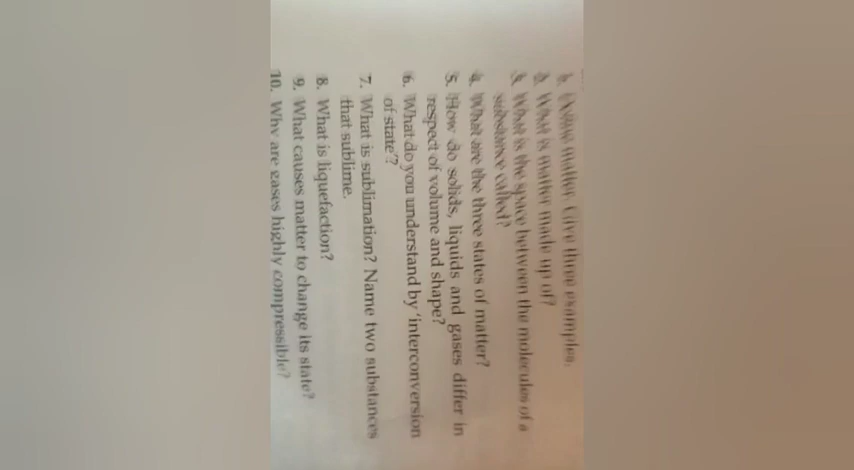 1. Define matter. Give three examples.
2. What is matter made up of?
3. What is the space between the molecules of a
substance called?
4. What are the three states of matter?
5. How do solids, liquids and gases differ in
respect of volume and shape?
6. What do you understand by 'interconversion
of state'?
7. What is sublimation? Name two substances
that sublime.
8. What is liquefaction?
9. What causes matter to change its state?
10. Why are gases highly compressible?